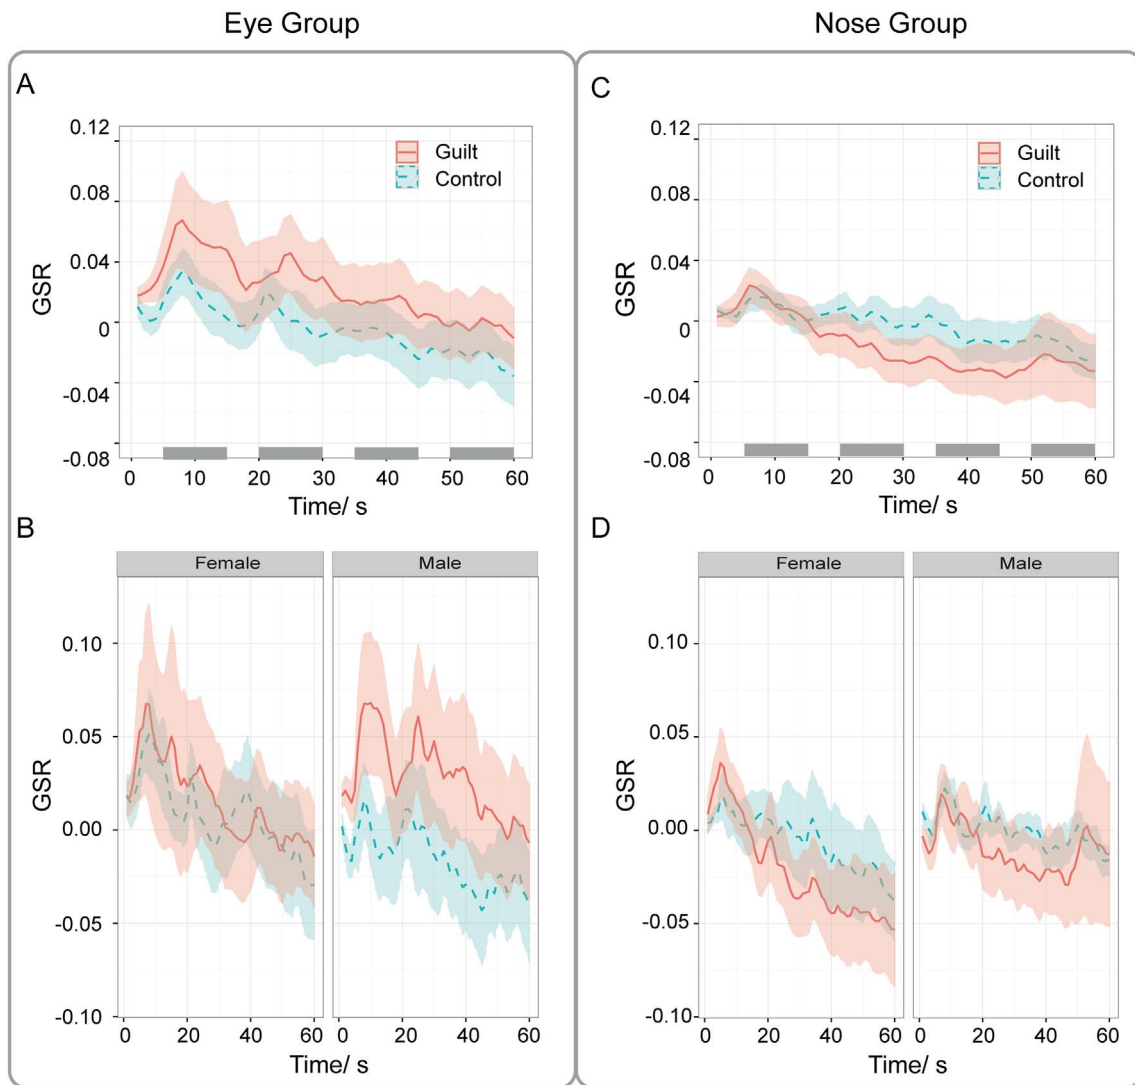 Eye Group
Nose Group
A
0.12
0.08
0.04
0
-0.04
-0.08
GSR
Guilt
Control
0 10 20 30 40 50 60
Time/ s
B
Female Male
0.10
0.05
0.00
-0.05
-0.10
GSR
0 20 40 60 0 20 40 60
Time/ s Time/ s
C
0.12
0.08
0.04
0
-0.04
-0.08
GSR
Guilt
Control
0 10 20 30 40 50 60
Time/ s
D
Female Male
0.10
0.05
0.00
-0.05
-0.10
GSR
0 20 40 60 0 20 40 60
Time/ s Time/ s